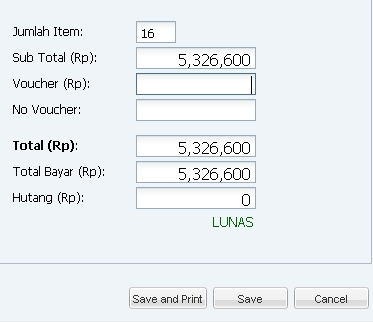 Jumlah Item: 16
Sub Total (Rp): 5,326,600
Voucher (Rp):
No Voucher:
Total (Rp): 5,326,600
Total Bayar (Rp): 5,326,600
Hutang (Rp): 0
LUNAS
Save and Print Save Cancel